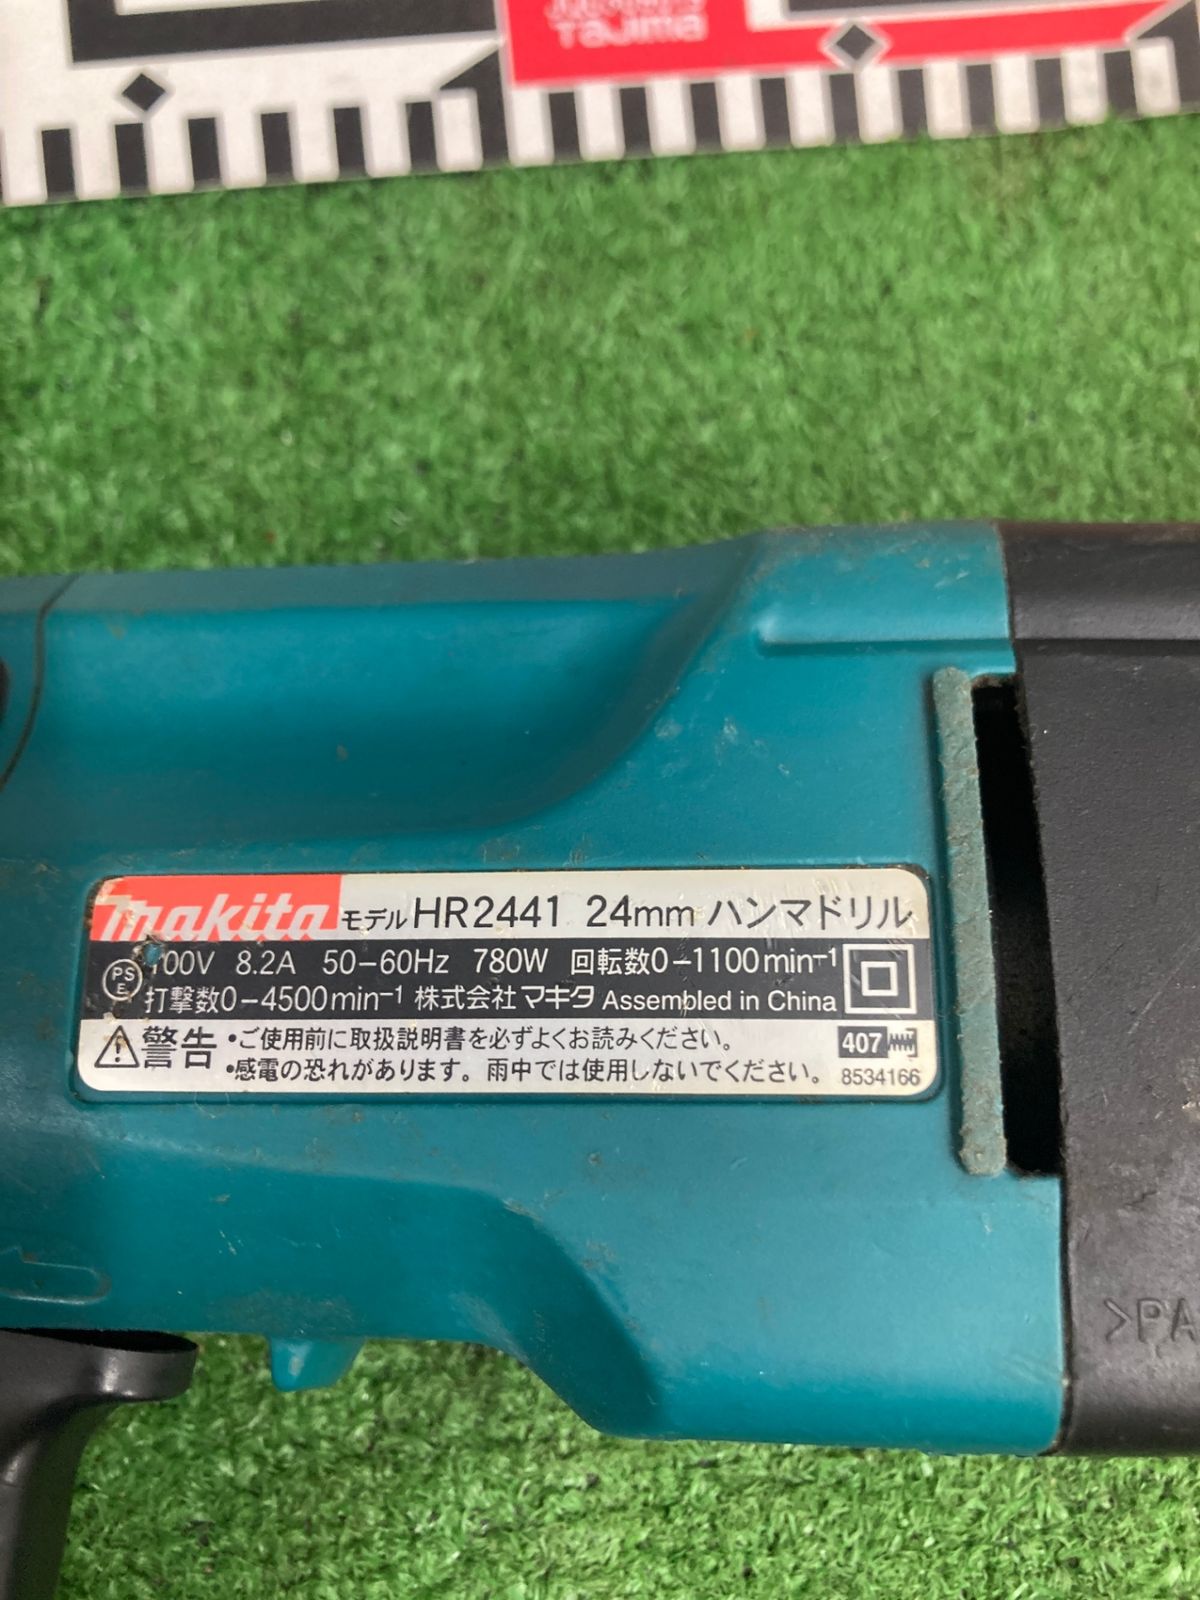 Tajima
makita モデル HR2441 24mm ハンマドリル
PS E 100V 8.2A 50-60Hz 780W 回転数0-1100min⁻¹
打撃数0-4500min⁻¹ 株式会社 マキタ Assembled in China
警告 •ご使用前に取扱説明書を必ずよくお読みください。
•感電の恐れがあります。雨中では使用しないでください。
407
8534166
>PA